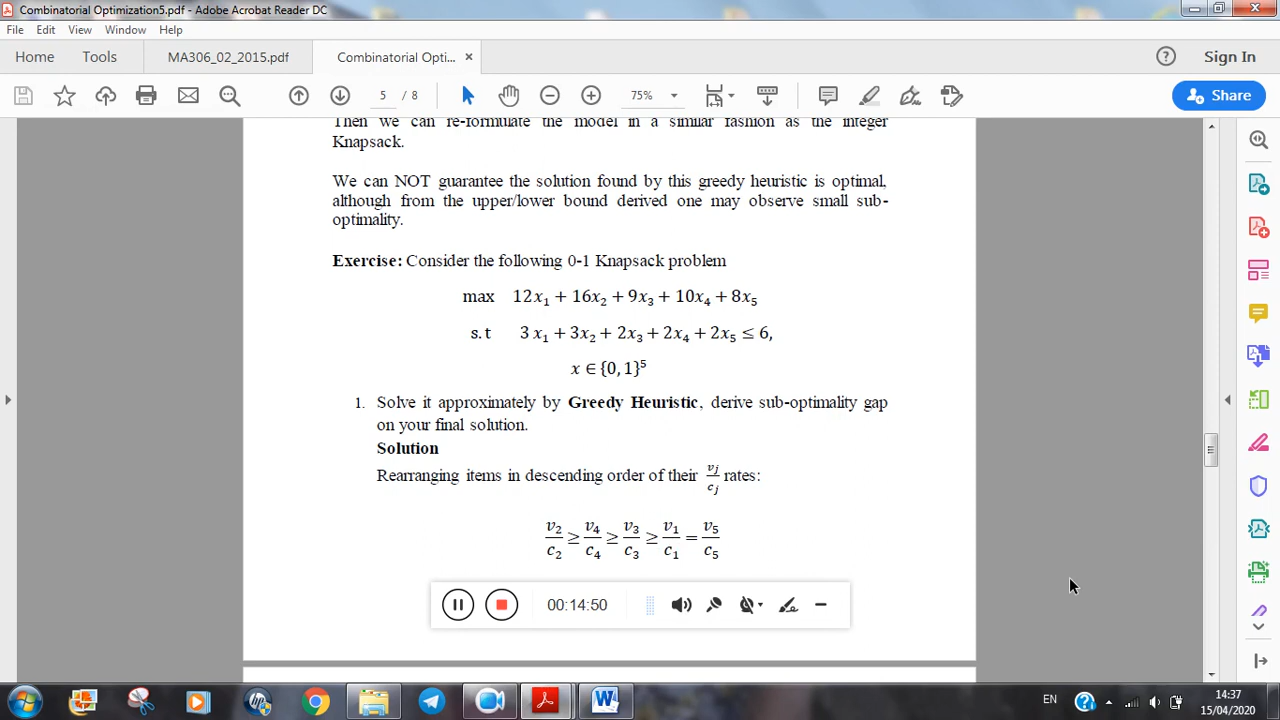 Combinatorial Optimization5.pdf - Adobe Acrobat Reader DC
File Edit View Window Help
Home Tools MA306_02_2015.pdf Combinatorial Opti... × Sign In
5 / 8 75% Share
Then we can re-formulate the model in a similar fashion as the integer
Knapsack.
We can NOT guarantee the solution found by this greedy heuristic is optimal,
although from the upper/lower bound derived one may observe small sub-
optimality.
Exercise: Consider the following 0-1 Knapsack problem
max 12x₁ + 16x₂ + 9x₃ + 10x₄ + 8x₅
s.t 3 x₁ + 3x₂ + 2x₃ + 2x₄ + 2x₅ ≤ 6,
x ∈ {0, 1}⁵
1. Solve it approximately by Greedy Heuristic, derive sub-optimality gap
on your final solution.
Solution
Rearranging items in descending order of their vⱼ/cⱼ rates:
v₂/c₂ ≥ v₄/c₄ ≥ v₃/c₃ ≥ v₁/c₁ = v₅/c₅
00:14:50
EN 14:37
15/04/2020